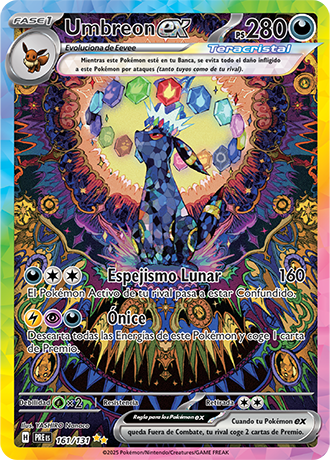 FASE 1
Umbreon ex
PS 280
Evoluciona de Eevee
Teracristal
Mientras este Pokémon esté en tu Banca, se evita todo el daño infligido
a este Pokémon por ataques (tanto tuyos como de tu rival).
Espejismo Lunar 160
El Pokémon Activo de tu rival pasa a estar Confundido.
Ónice
Descarta todas las Energías de este Pokémon y coge 1 carta
de Premio.
Debilidad ×2 Resistencia Retirada
Ilus. YASHIRO Nanaco
Regla para los Pokémon ex
Cuando tu Pokémon ex
queda Fuera de Combate, tu rival coge 2 cartas de Premio.
H PRE ES 161/131
©2025 Pokémon/Nintendo/Creatures/GAME FREAK